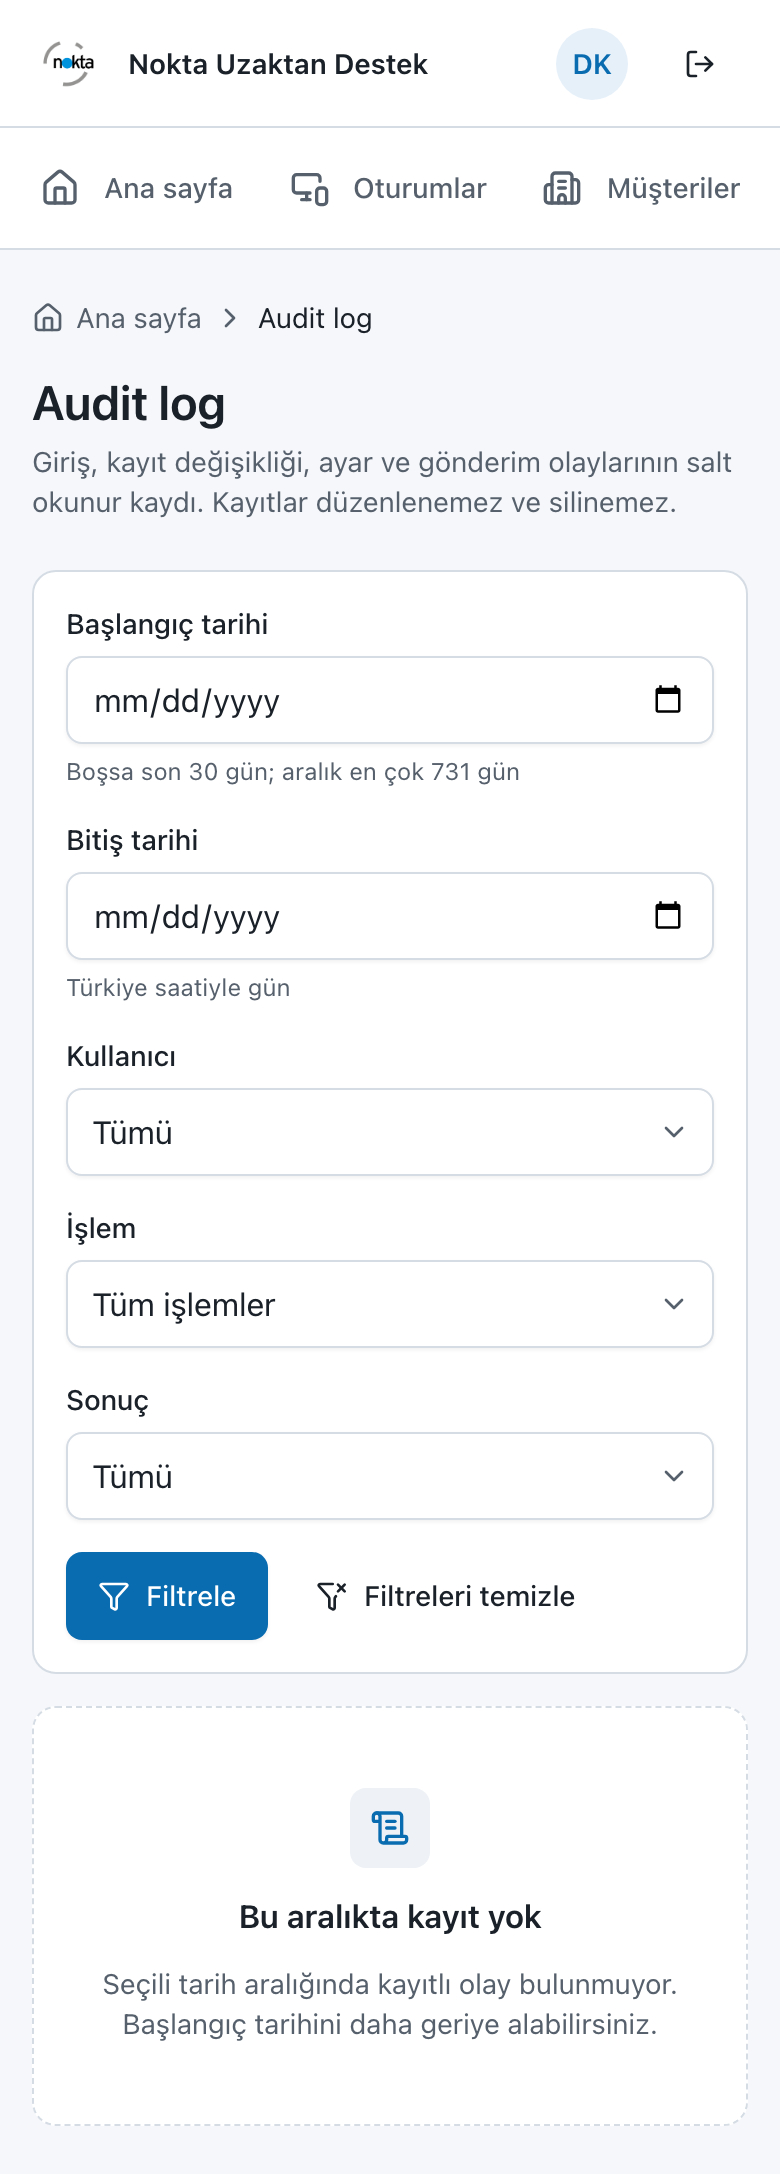 nokta
Nokta Uzaktan Destek
DK
Ana sayfa
Oturumlar
Müşteriler
Ana sayfa
Audit log
Audit log
Giriş, kayıt değişikliği, ayar ve gönderim olaylarının salt
okunur kaydı. Kayıtlar düzenlenemez ve silinemez.
Başlangıç tarihi
mm/dd/yyyy
Boşsa son 30 gün; aralık en çok 731 gün
Bitiş tarihi
mm/dd/yyyy
Türkiye saatiyle gün
Kullanıcı
Tümü
İşlem
Tüm işlemler
Sonuç
Tümü
Filtrele
Filtreleri temizle
Bu aralıkta kayıt yok
Seçili tarih aralığında kayıtlı olay bulunmuyor.
Başlangıç tarihini daha geriye alabilirsiniz.